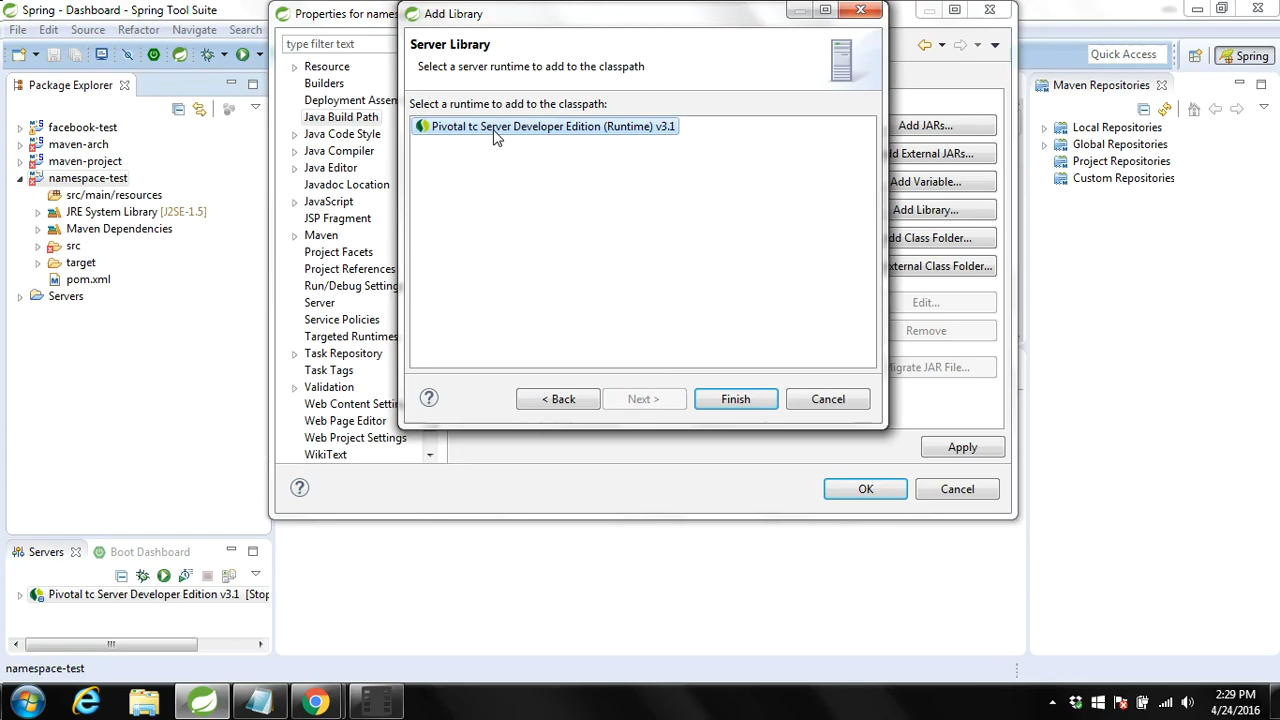 Spring - Dashboard - Spring Tool Suite
File Edit Source Refactor Navigate Search
Quick Access
Spring
Package Explorer
facebook-test
maven-arch
maven-project
namespace-test
src/main/resources
JRE System Library [J2SE-1.5]
Maven Dependencies
src
target
pom.xml
Servers
Servers
Boot Dashboard
Pivotal tc Server Developer Edition v3.1 [Stop
namespace-test
Properties for names
type filter text
Resource
Builders
Deployment Assem
Java Build Path
Java Code Style
Java Compiler
Java Editor
Javadoc Location
JavaScript
JSP Fragment
Maven
Project Facets
Project References
Run/Debug Setting
Server
Service Policies
Targeted Runtimes
Task Repository
Task Tags
Validation
Web Content Settin
Web Page Editor
Web Project Settings
WikiText
Add Library
Server Library
Select a server runtime to add to the classpath
Select a runtime to add to the classpath:
Pivotal tc Server Developer Edition (Runtime) v3.1
?
< Back
Next >
Finish
Cancel
Add JARs...
dd External JARs...
Add Variable...
Add Library...
dd Class Folder...
xternal Class Folder...
Edit...
Remove
ligrate JAR File...
Apply
?
OK
Cancel
Maven Repositories
Local Repositories
Global Repositories
Project Repositories
Custom Repositories
2:29 PM
4/24/2016